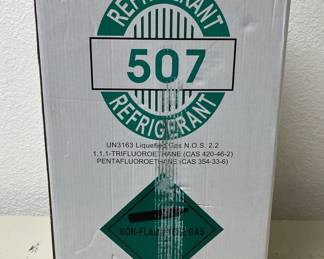 REFRIGERANT
507
REFRIGERANT
UN3163 Liquefied Gas N.O.S. 2.2
1,1,1-TRIFLUOROETHANE (CAS 420-46-2)
PENTAFLUOROETHANE (CAS 354-33-6)
NON-FLAMMABLE GAS